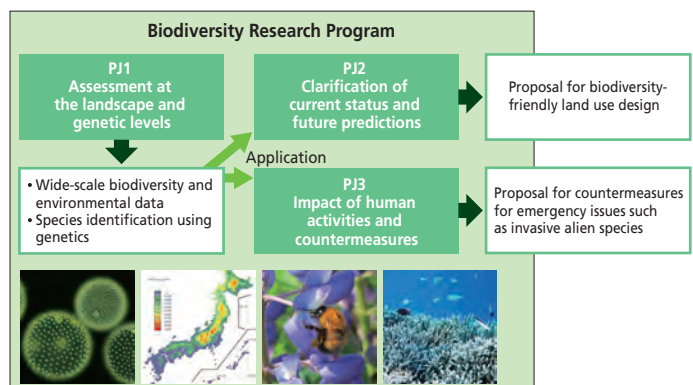 Biodiversity Research Program
PJ1
Assessment at
the landscape and
genetic levels
PJ2
Clarification of
current status and
future predictions
Proposal for biodiversity-
friendly land use design
Application
• Wide-scale biodiversity and
environmental data
• Species identification using
genetics
PJ3
Impact of human
activities and
countermeasures
Proposal for countermeasures
for emergency issues such
as invasive alien species